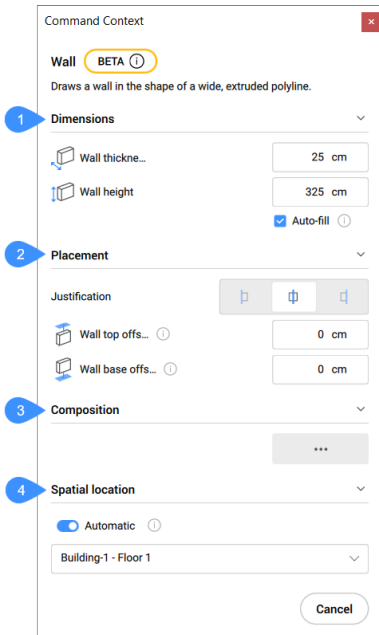 Command Context
Wall BETA
Draws a wall in the shape of a wide, extruded polyline.
1 Dimensions
Wall thickne... 25 cm
Wall height 325 cm
Auto-fill
2 Placement
Justification
Wall top offs... 0 cm
Wall base offs... 0 cm
3 Composition
...
4 Spatial location
Automatic
Building-1 - Floor 1
Cancel